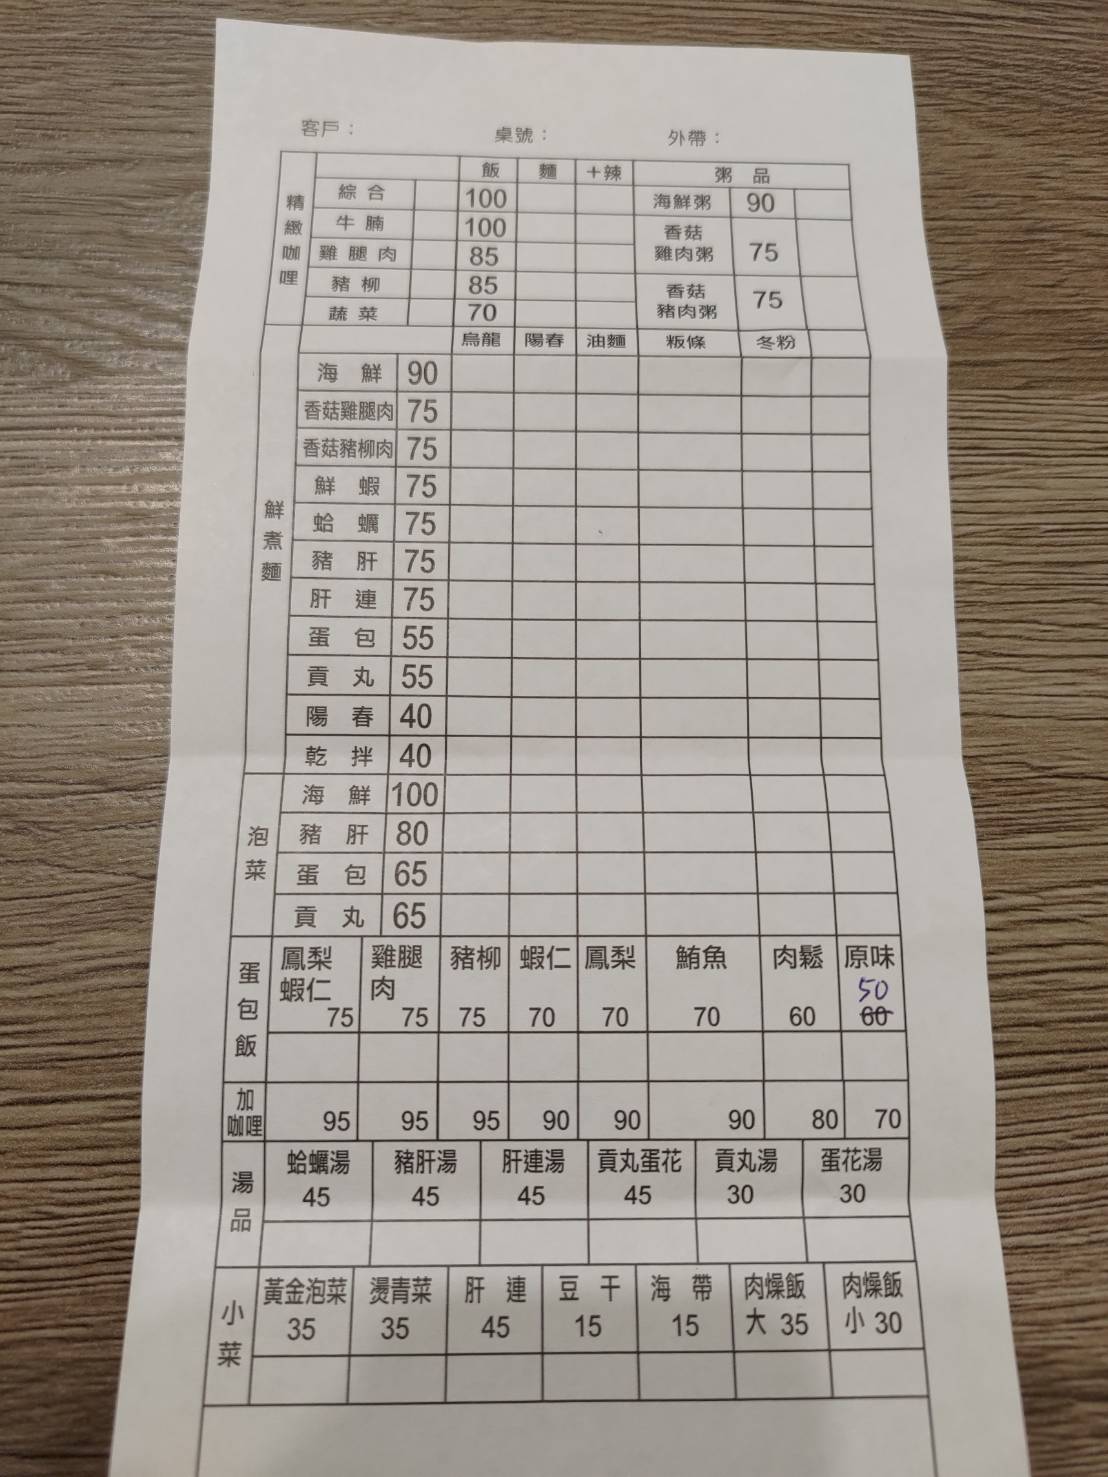 客戶： 桌號： 外帶：
精緻咖哩
飯 麵 +辣 粥品
綜合 100 海鮮粥 90
牛腩 100 香菇雞肉粥 75
雞腿肉 85
豬柳 85 香菇豬肉粥 75
蔬菜 70
鮮煮麵
烏龍 陽春 油麵 粄條 冬粉
海鮮 90
香菇雞腿肉 75
香菇豬柳肉 75
鮮蝦 75
蛤蠣 75
豬肝 75
肝連 75
蛋包 55
貢丸 55
陽春 40
乾拌 40
泡菜
海鮮 100
豬肝 80
蛋包 65
貢丸 65
蛋包飯
鳳梨蝦仁 雞腿肉 豬柳 蝦仁 鳳梨 鮪魚 肉鬆 原味
50
75 75 75 70 70 70 60 60
加咖哩 95 95 95 90 90 90 80 70
湯品
蛤蠣湯 豬肝湯 肝連湯 貢丸蛋花 貢丸湯 蛋花湯
45 45 45 45 30 30
小菜
黃金泡菜 燙青菜 肝連 豆干 海帶 肉燥飯 肉燥飯
35 35 45 15 15 大 35 小 30